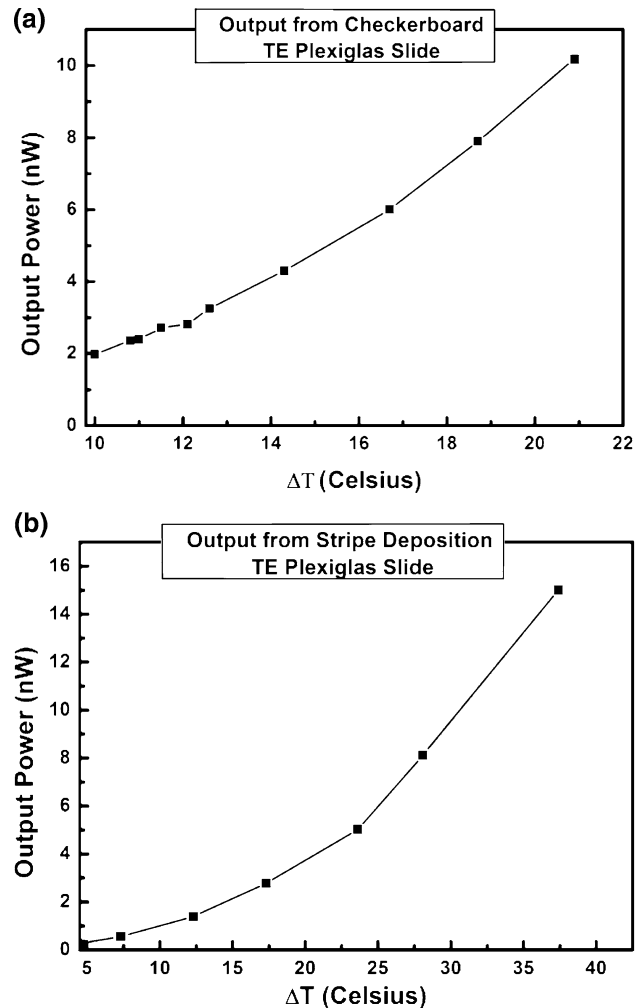 (a)
Output from Checkerboard
TE Plexiglas Slide
Output Power (nW)
10
8
6
4
2
0
10 12 14 16 18 20 22
ΔT (Celsius)
(b)
Output from Stripe Deposition
TE Plexiglas Slide
Output Power (nW)
16
14
12
10
8
6
4
2
0
5 10 15 20 25 30 35 40
ΔT (Celsius)